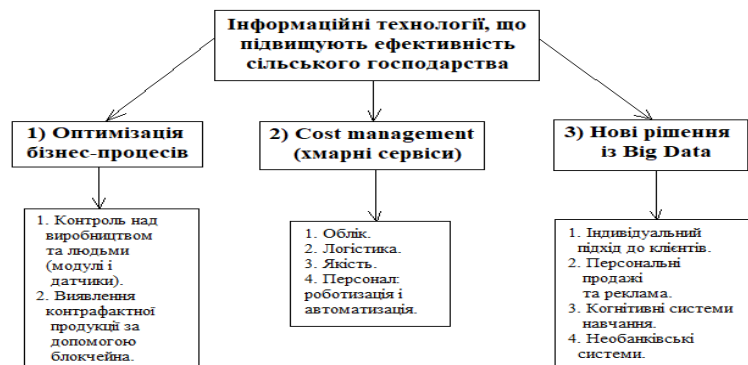 Інформаційні технології, що
підвищують ефективність
сільського господарства
1) Оптимізація
бізнес-процесів
2) Cost management
(хмарні сервіси)
3) Нові рішення
із Big Data
1. Контроль над
виробництвом
та людьми
(модулі і
датчики).
2. Виявлення
контрафактної
продукції за
допомогою
блокчейна.
1. Облік.
2. Логістика.
3. Якість.
4. Персонал:
роботизація і
автоматизація.
1. Індивідуальний
підхід до клієнтів.
2. Персональні
продажі
та реклама.
3. Когнітивні системи
навчання.
4. Необанківські
системи.